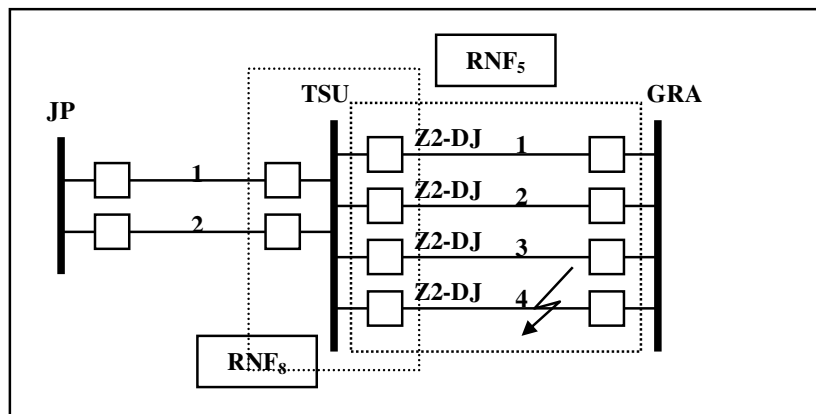 RNF₅
TSU
GRA
JP
Z2-DJ 1
1
Z2-DJ 2
2
Z2-DJ 3
Z2-DJ 4
RNF₈